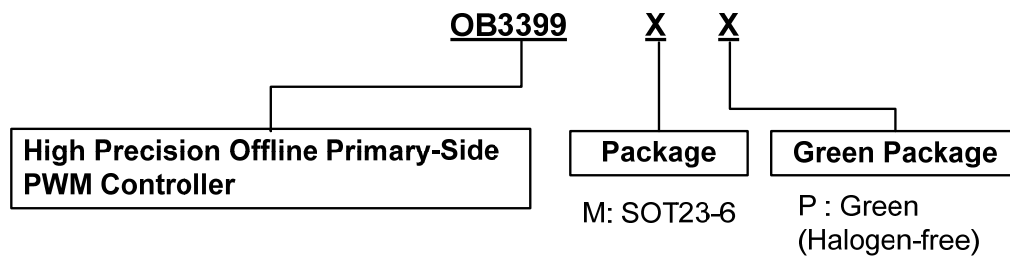 OB3399 X X
High Precision Offline Primary-Side
PWM Controller
Package
Green Package
M: SOT23-6
P : Green
(Halogen-free)